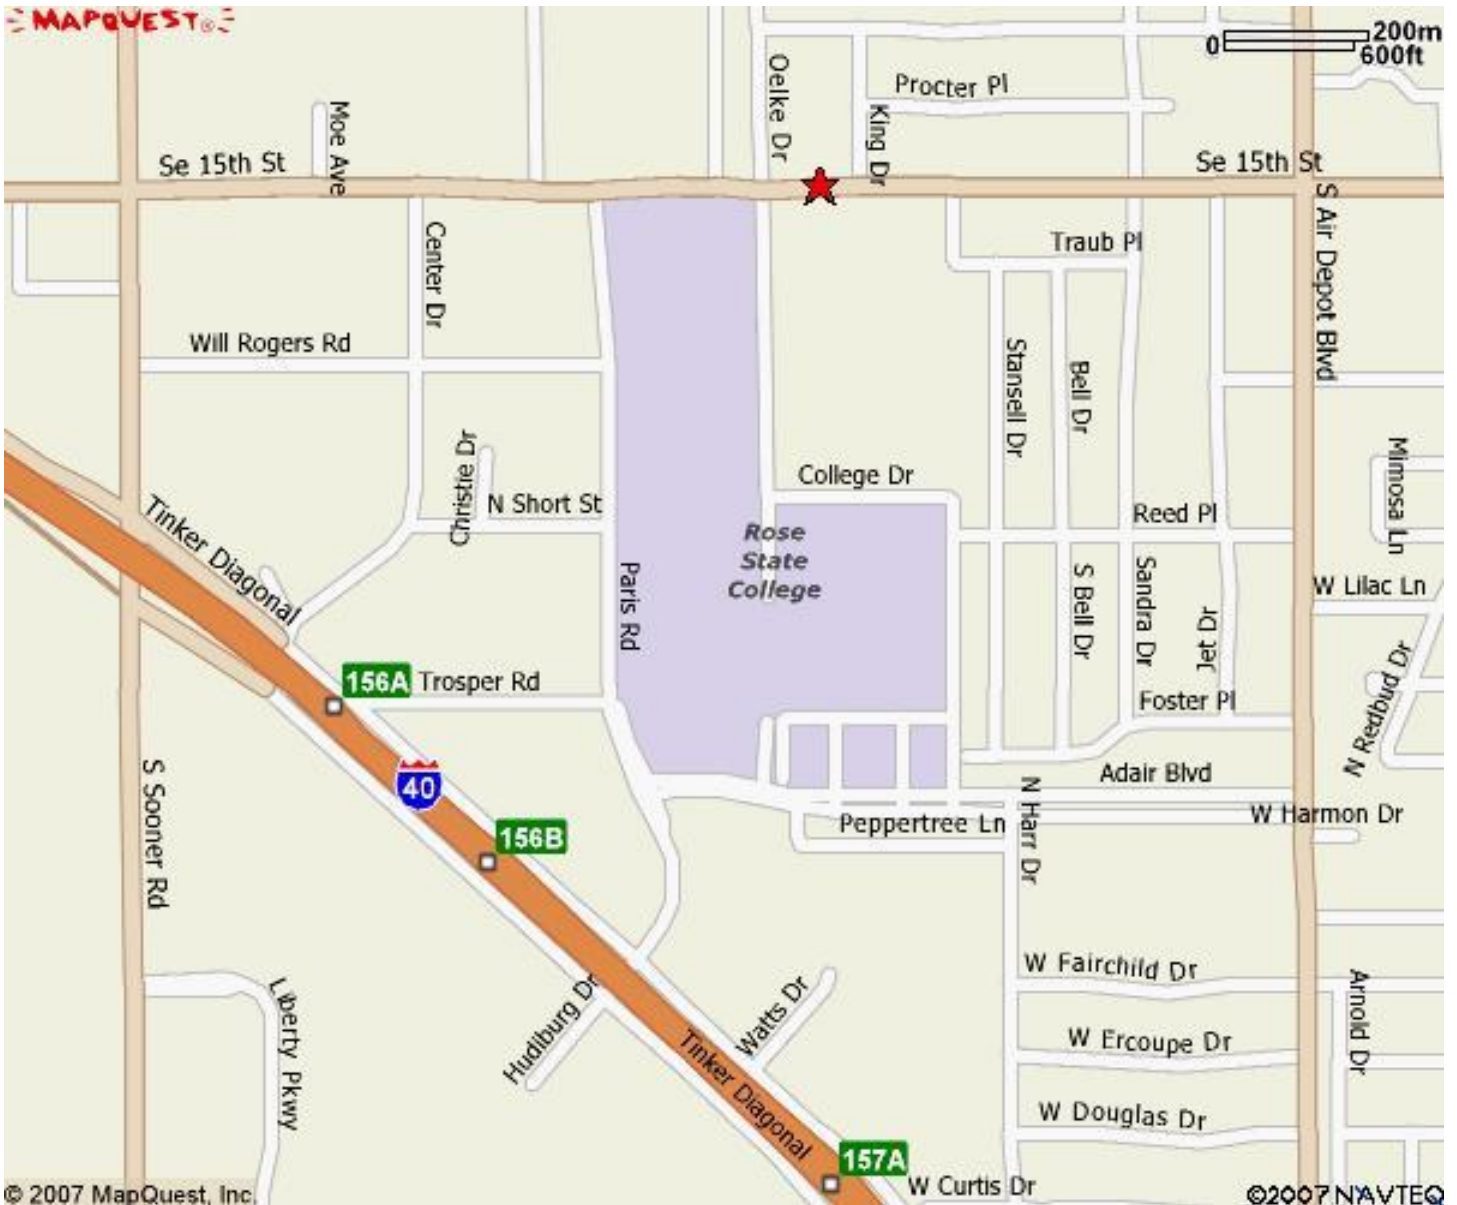 MAPQUEST®
0
200m
600ft
Oelke Dr
Procter Pl
King Dr
Moe Ave
Se 15th St
Se 15th St
S Air Depot Blvd
Center Dr
Traub Pl
Will Rogers Rd
Stansell Dr
Bell Dr
Christie Dr
N Short St
College Dr
Mimosa Ln
Reed Pl
Tinker Diagonal
Rose
State
College
Paris Rd
S Bell Dr
Sandra Dr
Jet Dr
W Lilac Ln
N Redbud Dr
156A
Trosper Rd
Foster Pl
S Sooner Rd
40
Adair Blvd
N Harr Dr
W Harmon Dr
156B
Peppertree Ln
Liberty Pkwy
Hudiburg Dr
Watts Dr
W Fairchild Dr
Arnold Dr
Tinker Diagonal
W Ercoupe Dr
W Douglas Dr
157A
W Curtis Dr
© 2007 MapQuest, Inc.
©2007 NAVTEQ